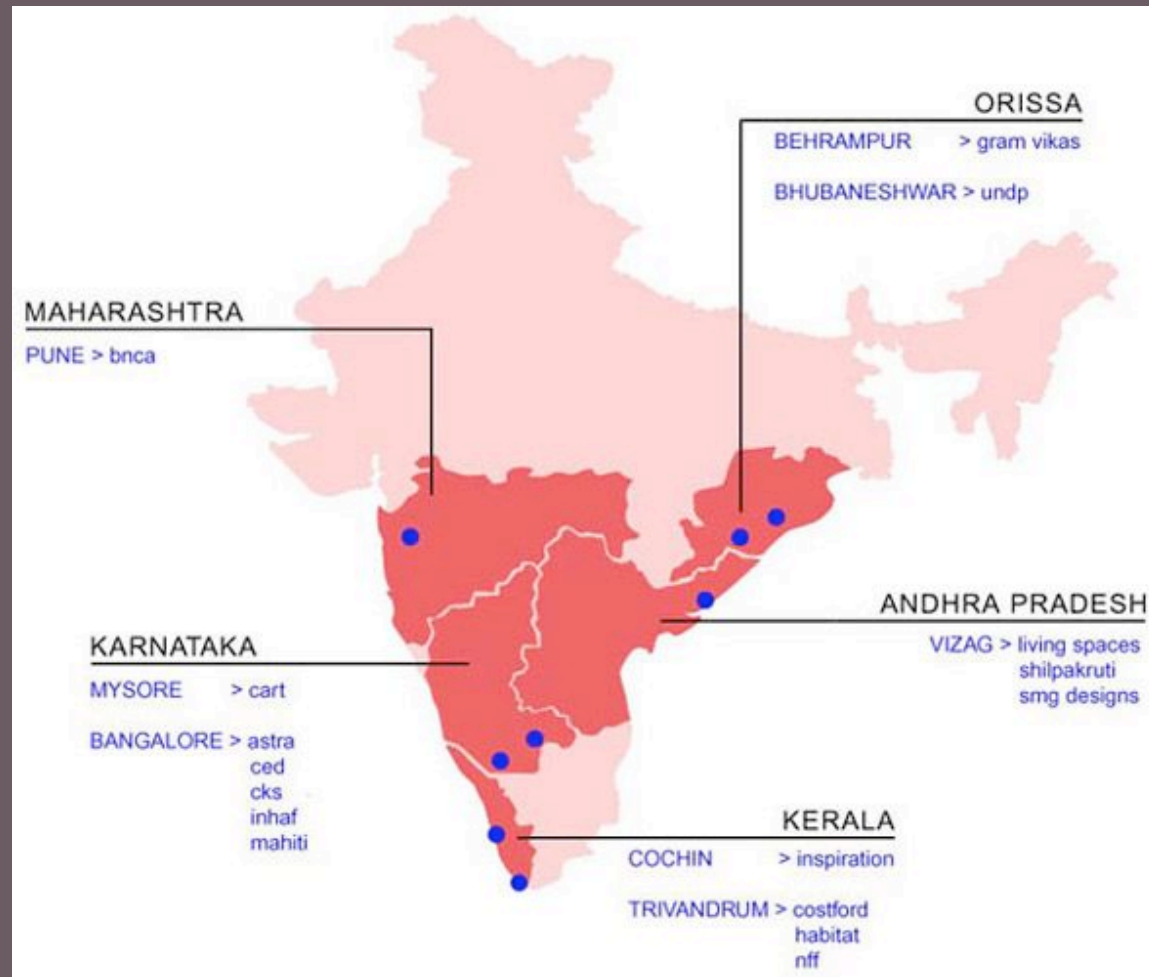 ORISSA
BEHRAMPUR > gram vikas
BHUBANESHWAR > undp
MAHARASHTRA
PUNE > bnca
ANDHRA PRADESH
VIZAG > living spaces
shilpakruti
smg designs
KARNATAKA
MYSORE > cart
BANGALORE > astra
ced
cks
inhaf
mahiti
KERALA
COCHIN > inspiration
TRIVANDRUM > costford
habitat
nff